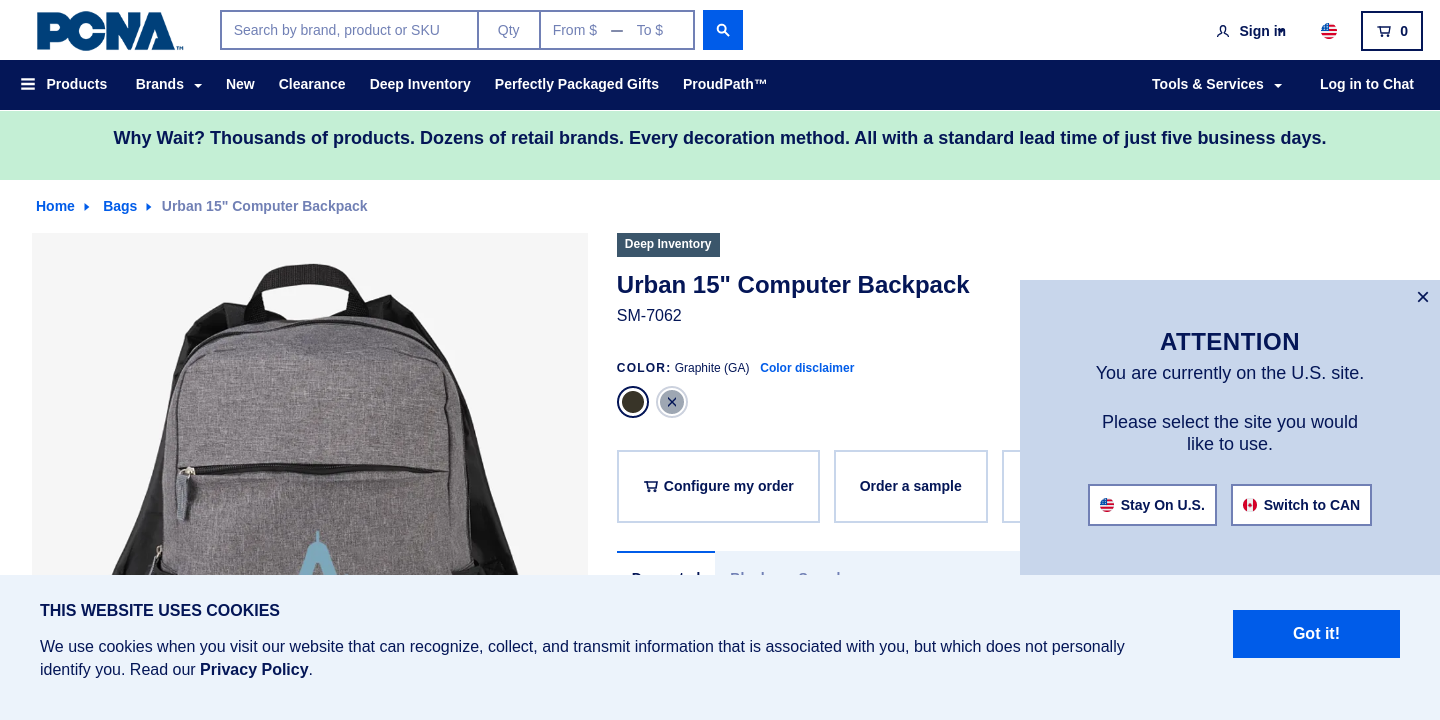 PCNA™
Search by brand, product or SKU
Qty
From $
To $
Sign in
0
Products
Brands
New
Clearance
Deep Inventory
Perfectly Packaged Gifts
ProudPath™
Tools & Services
Log in to Chat
Why Wait? Thousands of products. Dozens of retail brands. Every decoration method. All with a standard lead time of just five business days.
Home
Bags
Urban 15" Computer Backpack
Deep Inventory
Urban 15" Computer Backpack
SM-7062
COLOR: Graphite (GA) Color disclaimer
Configure my order
Order a sample
ATTENTION
You are currently on the U.S. site.
Please select the site you would
like to use.
Stay On U.S.
Switch to CAN
THIS WEBSITE USES COOKIES
We use cookies when you visit our website that can recognize, collect, and transmit information that is associated with you, but which does not personally
identify you. Read our Privacy Policy.
Got it!